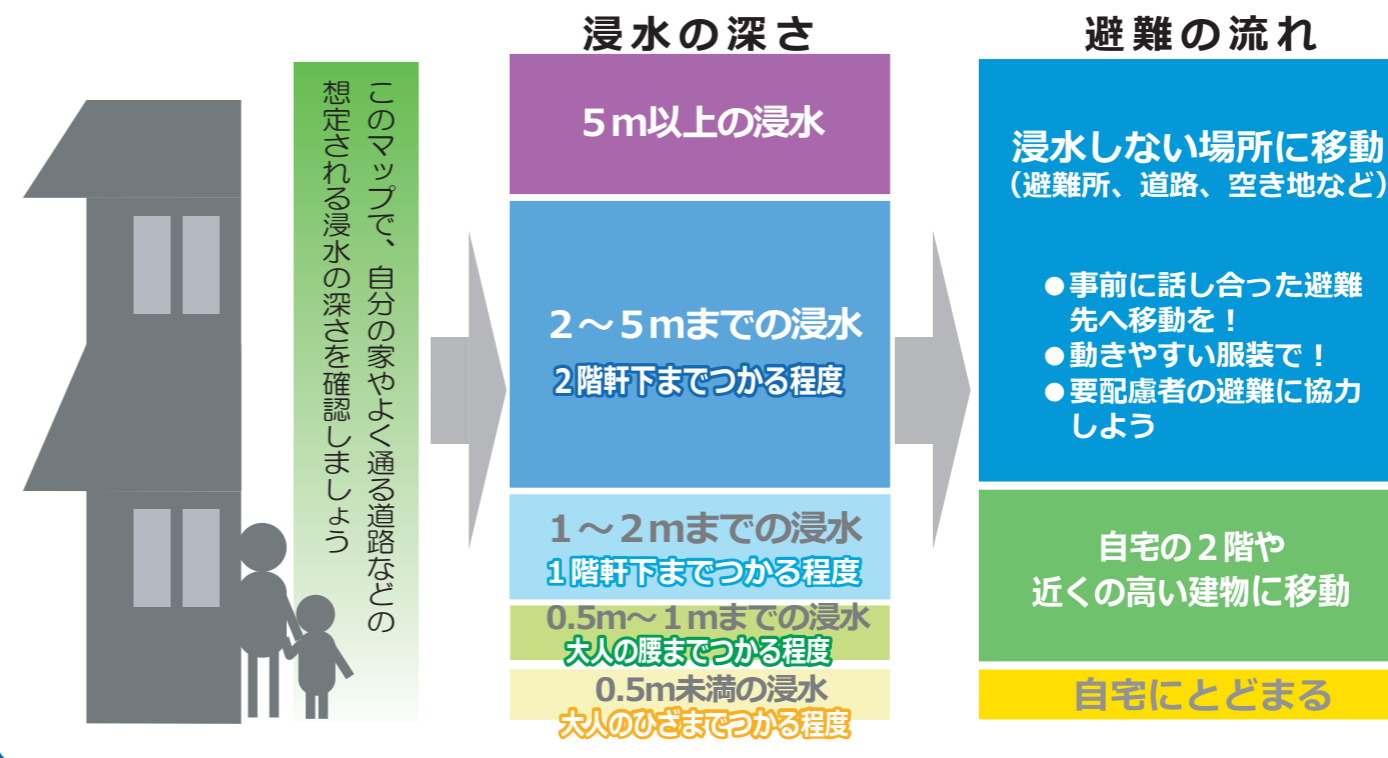 このマップで、自分の家やよく通る道路などの
想定される浸水の深さを確認しましょう
浸水の深さ
5m以上の浸水
2～5mまでの浸水
2階軒下までつかる程度
1～2mまでの浸水
1階軒下までつかる程度
0.5m～1mまでの浸水
大人の腰までつかる程度
0.5m未満の浸水
大人のひざまでつかる程度
避難の流れ
浸水しない場所に移動
（避難所、道路、空き地など）
●事前に話し合った避難
先へ移動を！
●動きやすい服装で！
●要配慮者の避難に協力
しよう
自宅の２階や
近くの高い建物に移動
自宅にとどまる